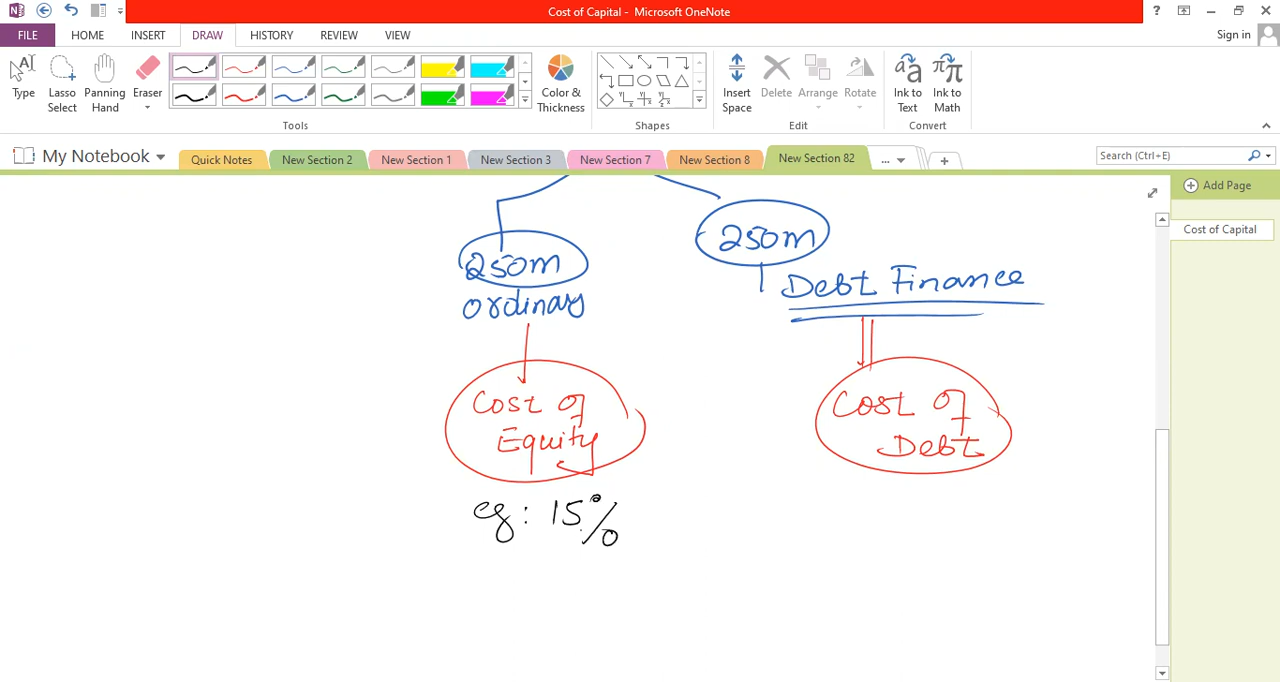 Cost of Capital - Microsoft OneNote
?
FILE HOME INSERT DRAW HISTORY REVIEW VIEW
Sign in
Type
Lasso Select
Panning Hand
Eraser
Color & Thickness
Insert Space
Delete
Arrange
Rotate
Ink to Text
Ink to Math
Tools
Shapes
Edit
Convert
My Notebook
Quick Notes
New Section 2
New Section 1
New Section 3
New Section 7
New Section 8
New Section 82
...
Search (Ctrl+E)
Add Page
Cost of Capital
250m
ordinary
250m
Debt Finance
Cost of
Equity
Cost of
Debt
eg: 15%